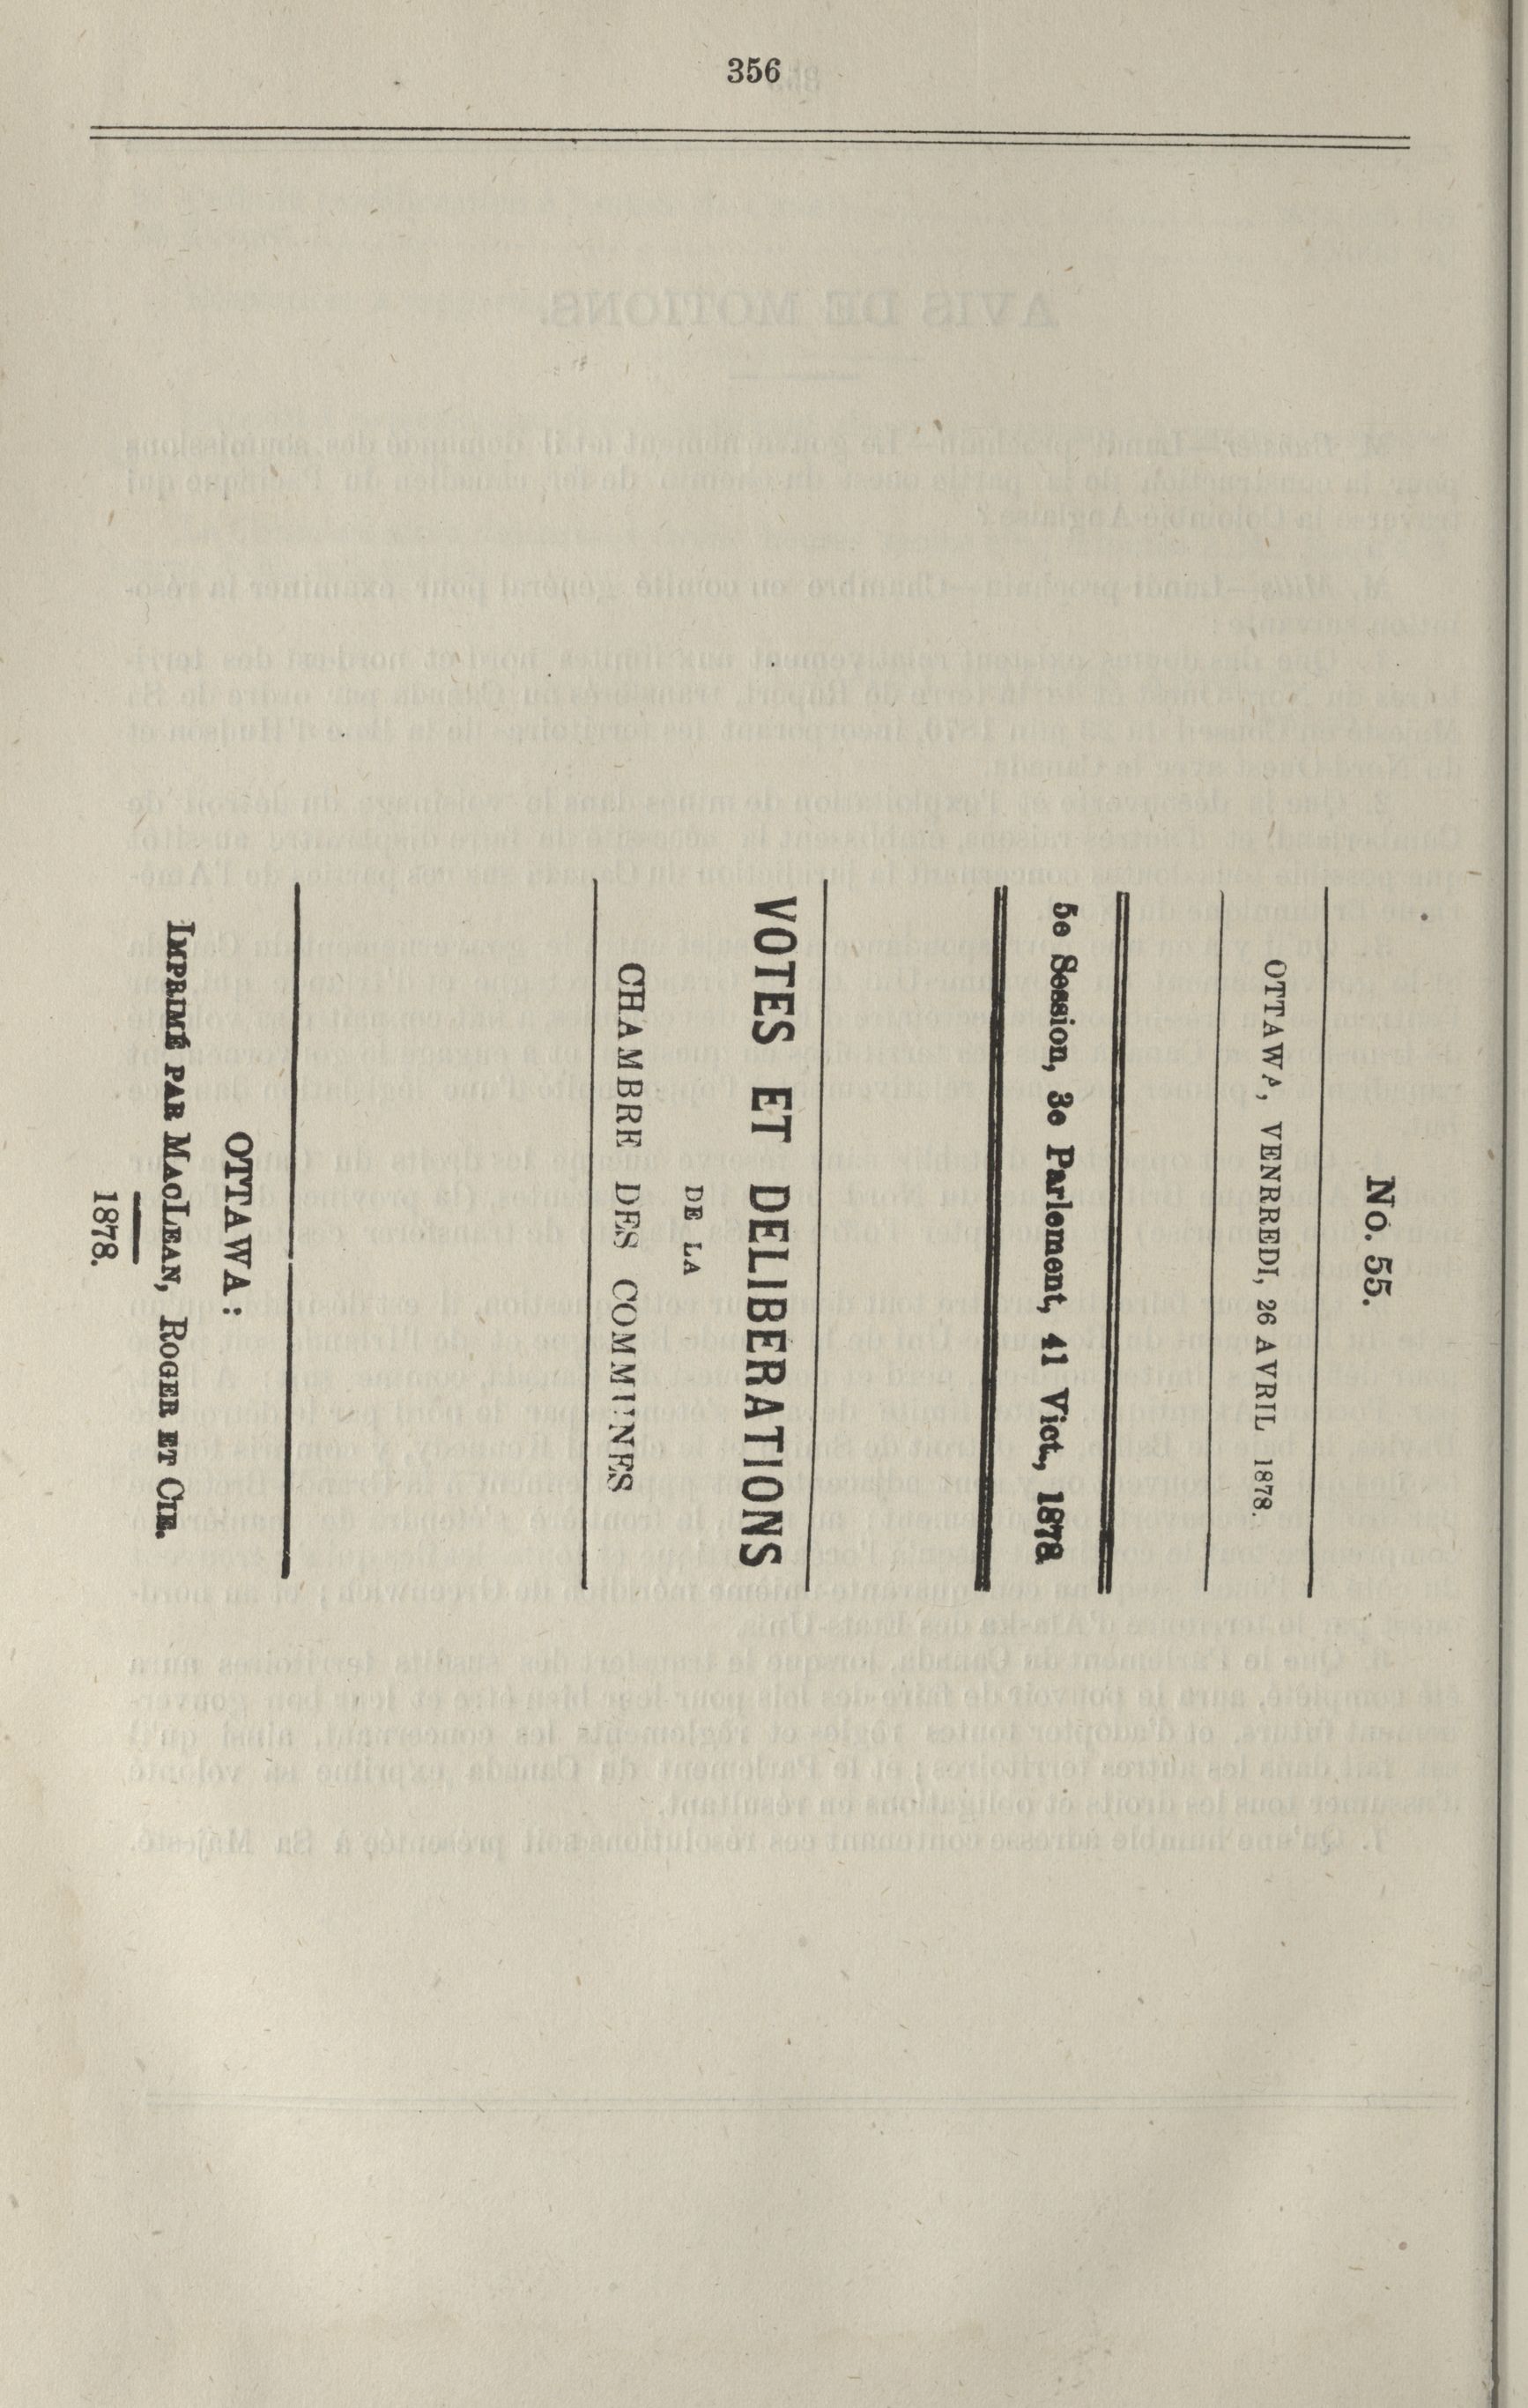 356
No. 55.
OTTAWA, VENRREDI, 26 AVRIL 1878.
5e Session, 3e Parlement, 41 Vict., 1878
VOTES ET DELIBERATIONS
DE LA
CHAMBRE DES COMMUNES
OTTAWA:
IMPRIMÉ PAR MACLEAN, ROGER ET CIE.
1878.